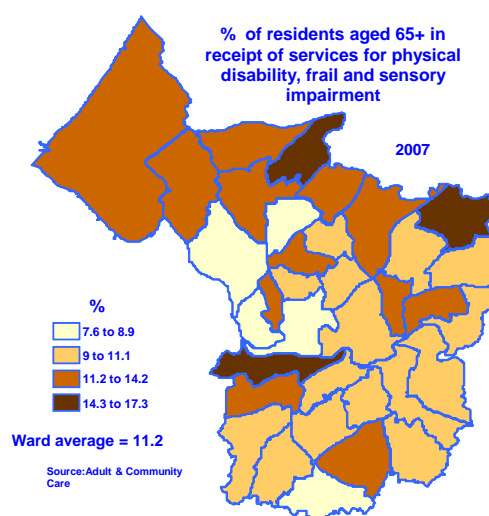 % of residents aged 65+ in
receipt of services for physical
disability, frail and sensory
impairment
2007
%
7.6 to 8.9
9 to 11.1
11.2 to 14.2
14.3 to 17.3
Ward average = 11.2
Source:Adult & Community
Care